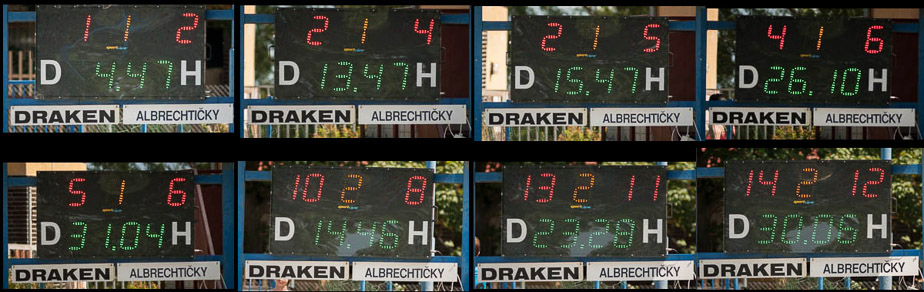 1 1 2
D 4.47 H
DRAKEN ALBRECHTIČKY
2 1 4
D 13.47 H
DRAKEN ALBRECHTIČKY
2 1 5
D 15.47 H
DRAKEN ALBRECHTIČKY
4 1 6
D 26.10 H
DRAKEN ALBRECHTIČKY
5 1 6
D 31.04 H
DRAKEN ALBRECHTIČKY
10 2 8
D 14.46 H
DRAKEN ALBRECHTIČKY
13 2 11
D 23.28 H
DRAKEN ALBRECHTIČKY
14 2 12
D 30.06 H
DRAKEN ALBRECHTIČKY